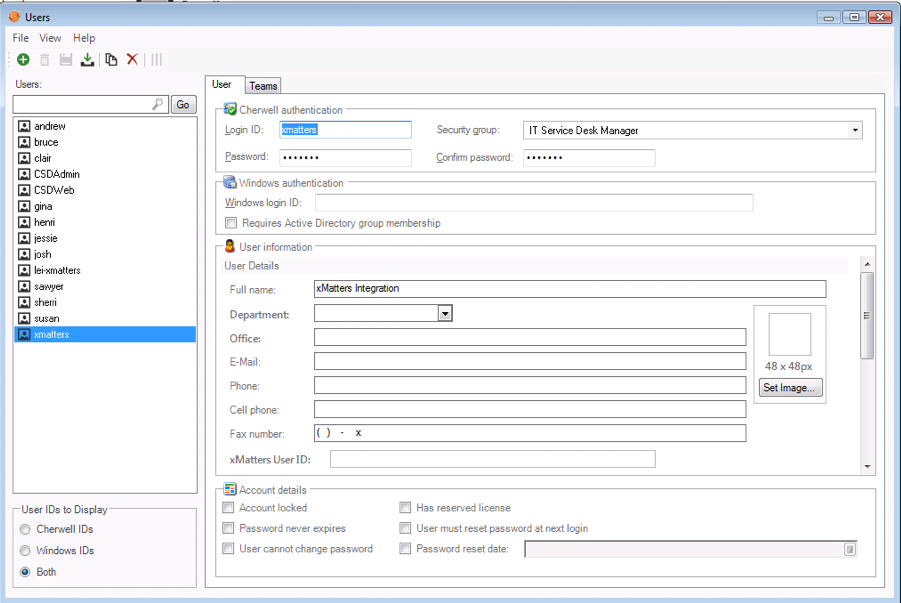 Users
File View Help
Users:
Go
andrew
bruce
clair
CSDAdmin
CSDWeb
gina
henri
jessie
josh
lei-xmatters
sawyer
sherri
susan
xmatters
User IDs to Display
Cherwell IDs
Windows IDs
Both
User Teams
Cherwell authentication
Login ID: xmatters Security group: IT Service Desk Manager
Password: ••••••• Confirm password: •••••••
Windows authentication
Windows login ID:
Requires Active Directory group membership
User information
User Details
Full name: xMatters Integration
Department:
Office:
E-Mail:
48 x 48px
Phone:
Set Image...
Cell phone:
Fax number: ( ) - x
xMatters User ID:
Account details
Account locked Has reserved license
Password never expires User must reset password at next login
User cannot change password Password reset date: